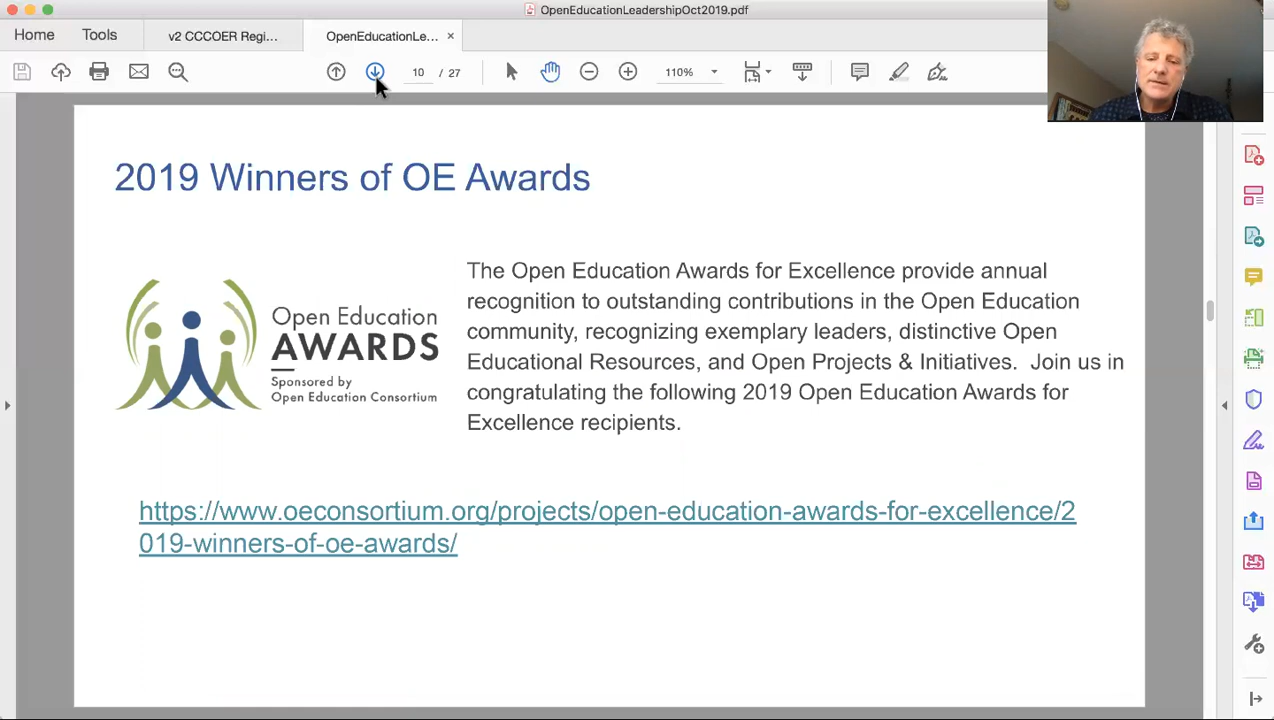 OpenEducationLeadershipOct2019.pdf
Home
Tools
v2 CCCOER Regi...
OpenEducationLe...
10 / 27
110%
2019 Winners of OE Awards
Open Education
AWARDS
Sponsored by
Open Education Consortium
The Open Education Awards for Excellence provide annual
recognition to outstanding contributions in the Open Education
community, recognizing exemplary leaders, distinctive Open
Educational Resources, and Open Projects & Initiatives. Join us in
congratulating the following 2019 Open Education Awards for
Excellence recipients.
https://www.oeconsortium.org/projects/open-education-awards-for-excellence/2
019-winners-of-oe-awards/